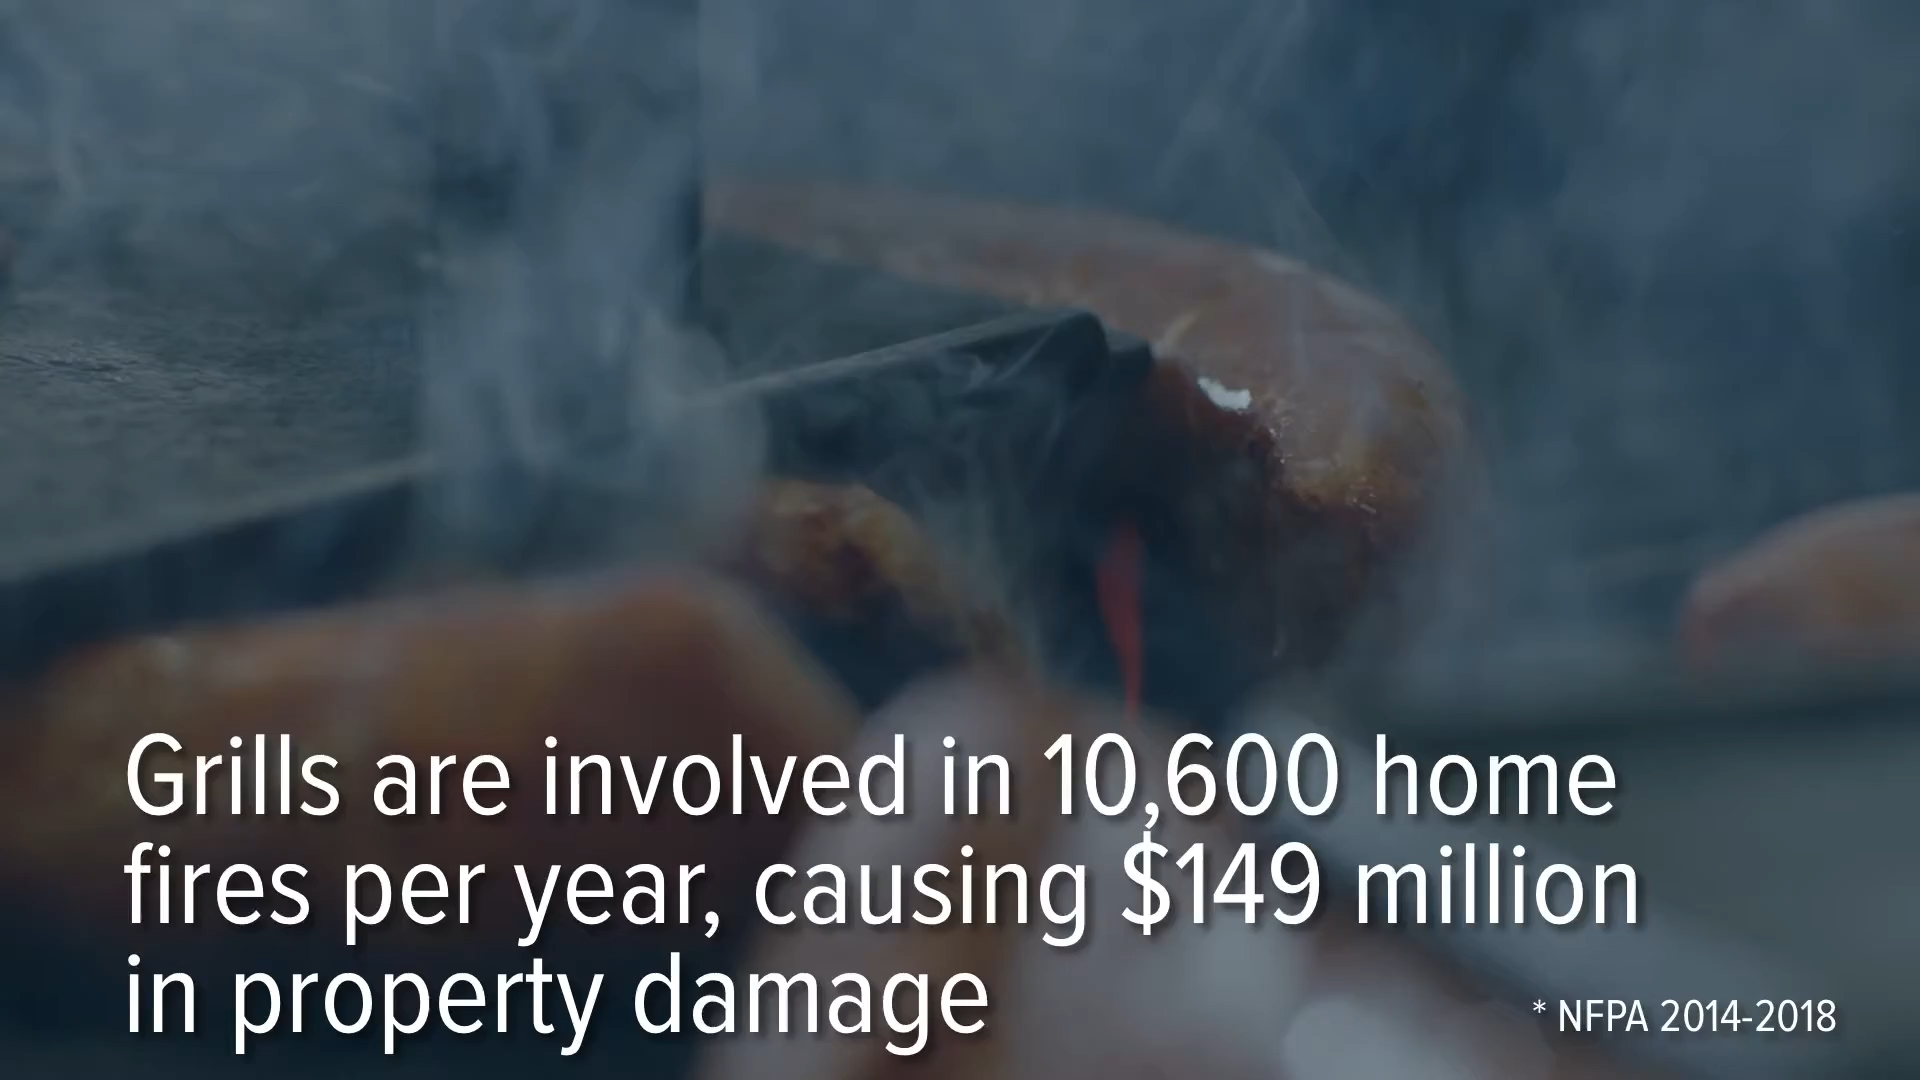 Grills are involved in 10,600 home
fires per year, causing $149 million
in property damage
* NFPA 2014-2018